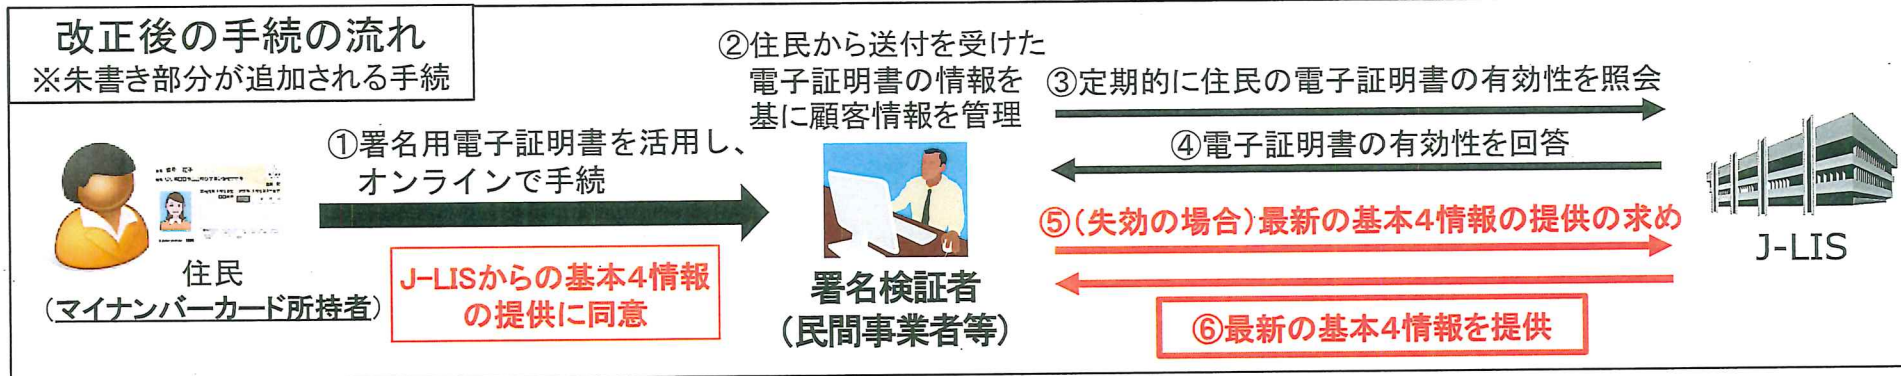 改正後の手続の流れ
※朱書き部分が追加される手続
①署名用電子証明書を活用し、
オンラインで手続
住民
(マイナンバーカード所持者)
J-LISからの基本4情報
の提供に同意
②住民から送付を受けた
電子証明書の情報を
基に顧客情報を管理
署名検証者
(民間事業者等)
③定期的に住民の電子証明書の有効性を照会
④電子証明書の有効性を回答
⑤(失効の場合)最新の基本4情報の提供の求め
⑥最新の基本4情報を提供
J-LIS